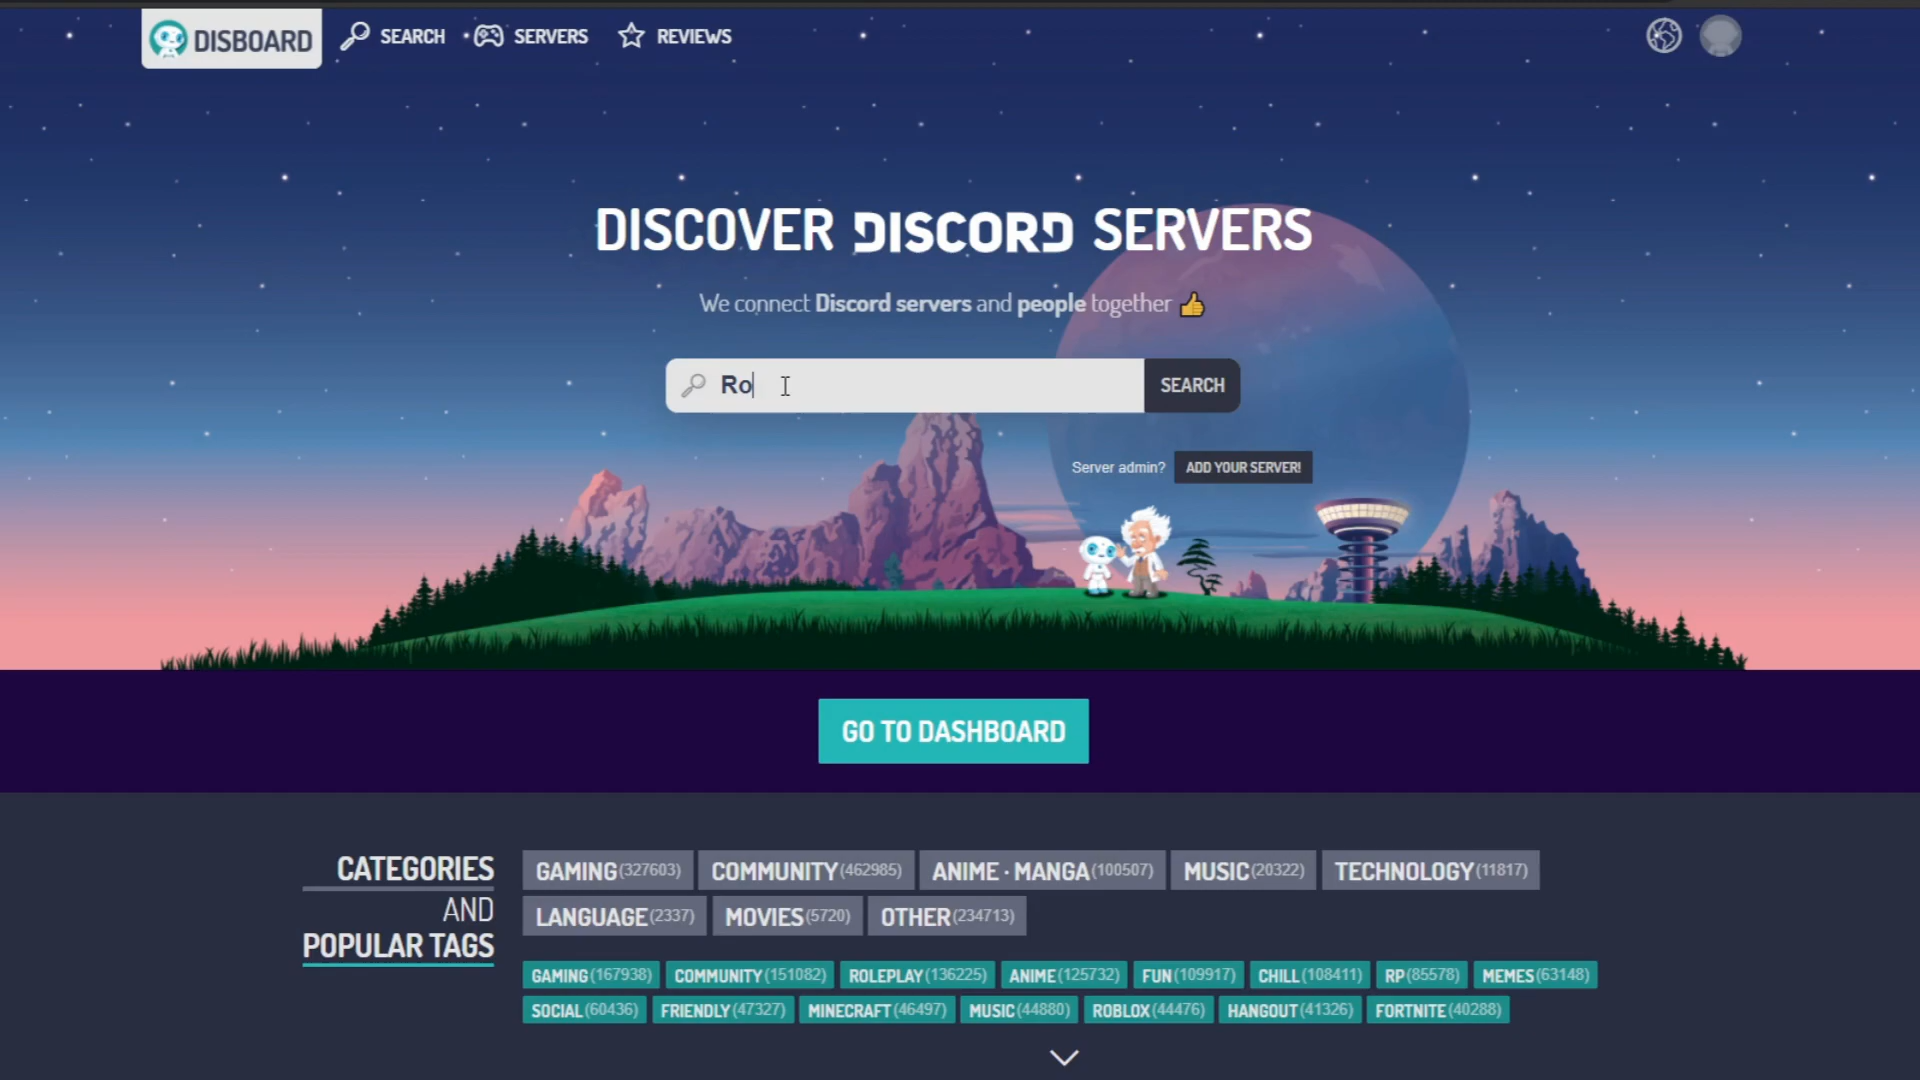 DISBOARD SEARCH SERVERS REVIEWS
DISCOVER DISCORD SERVERS
We connect Discord servers and people together 👍
Ro SEARCH
Server admin? ADD YOUR SERVER!
GO TO DASHBOARD
CATEGORIES
AND
POPULAR TAGS
GAMING(327603) COMMUNITY(462985) ANIME · MANGA(100507) MUSIC(20322) TECHNOLOGY(11817)
LANGUAGE(2337) MOVIES(5720) OTHER(234713)
GAMING(167938) COMMUNITY(151082) ROLEPLAY(136225) ANIME(125732) FUN(109917) CHILL(108411) RP(85578) MEMES(63148)
SOCIAL(60436) FRIENDLY(47327) MINECRAFT(46497) MUSIC(44880) ROBLOX(44476) HANGOUT(41326) FORTNITE(40288)